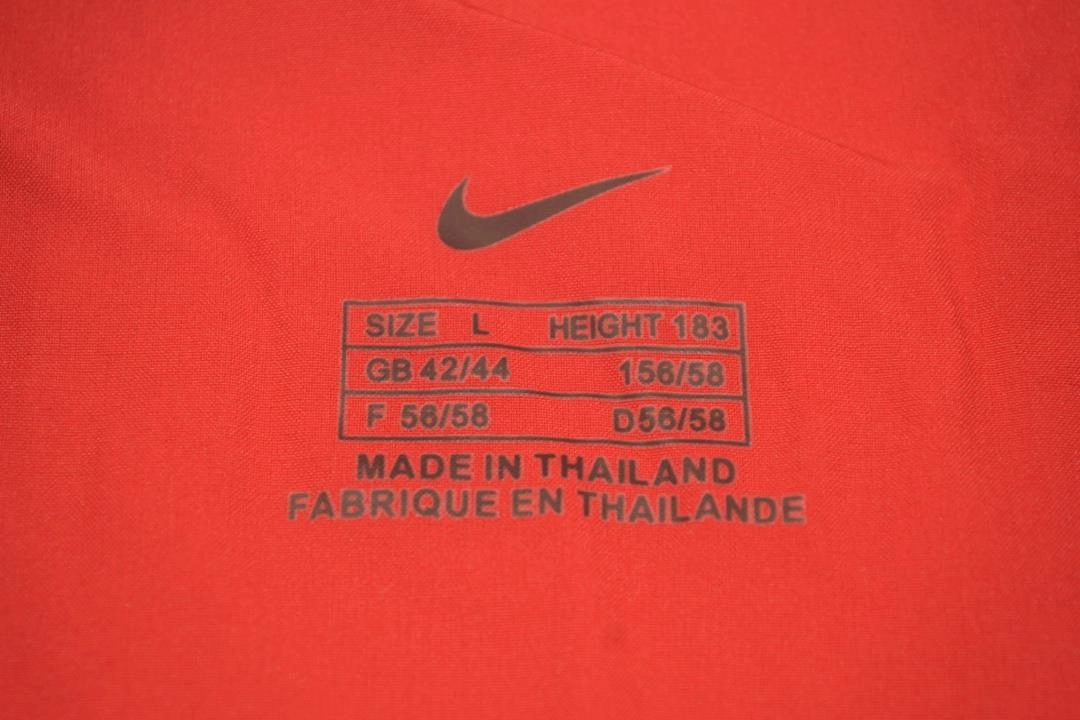 SIZE L HEIGHT 183
GB 42/44 156/58
F 56/58 D56/58
MADE IN THAILAND
FABRIQUE EN THAILANDE